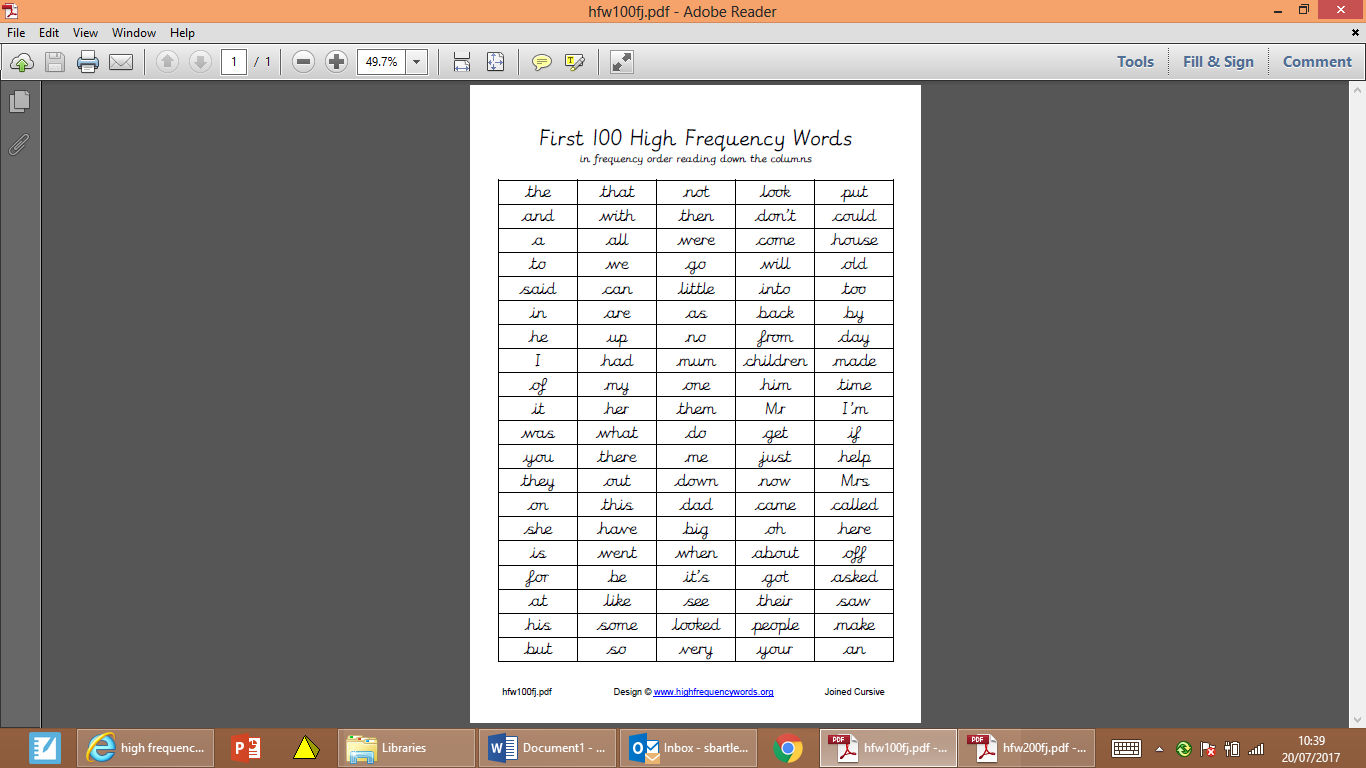 hfw100fj.pdf - Adobe Reader
File Edit View Window Help
1 / 1 49.7% Tools Fill & Sign Comment
First 100 High Frequency Words
in frequency order reading down the columns
the that not look put
and with then don't could
a all were come house
to we go will old
said can little into too
in are as back by
he up no from day
I had mum children made
of my one him time
it her them Mr I'm
was what do get if
you there me just help
they out down now Mrs
on this dad came called
she have big oh here
is went when about off
for be it's got asked
at like see their saw
his some looked people make
but so very your an
hfw100fj.pdf Design © www.highfrequencywords.org Joined Cursive
high frequenc... Libraries Document1 - ... Inbox - sbartle... hfw100fj.pdf -... hfw200fj.pdf -... 10:39
20/07/2017